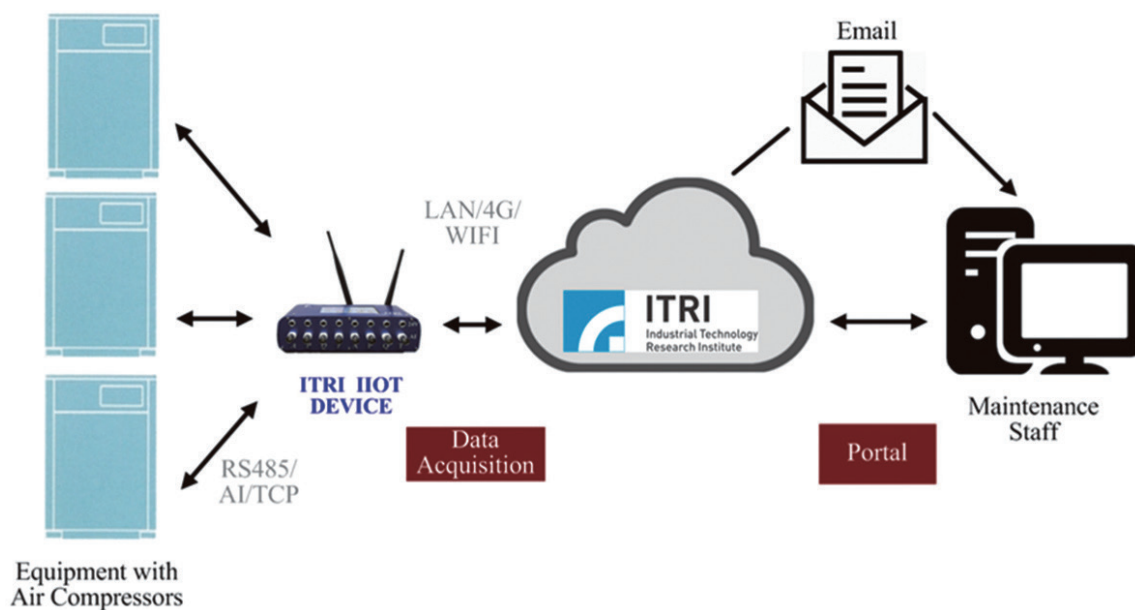 Email
LAN/4G/
WIFI
ITRI
Industrial Technology
Research Institute
ITRI IIOT
DEVICE
Maintenance
Staff
Data
Acquisition
Portal
RS485/
AI/TCP
Equipment with
Air Compressors